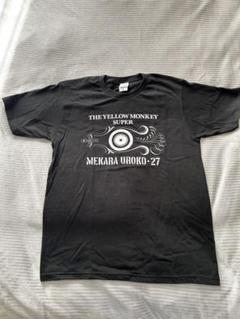 THE YELLOW MONKEY
SUPER
MEKARA UROKO-27